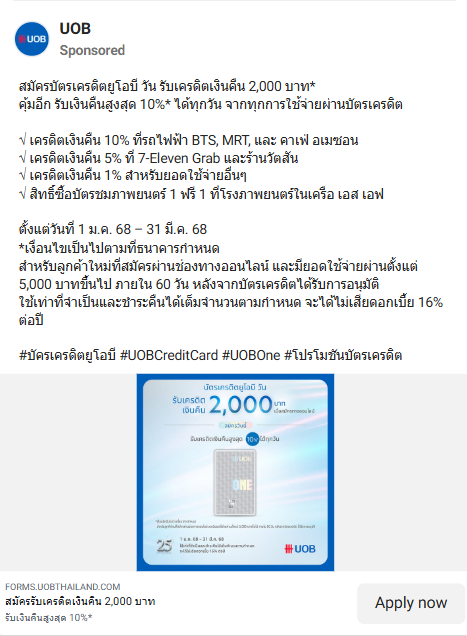 UOB
UOB
Sponsored
สมัครบัตรเครดิตยูโอบี วัน รับเครดิตเงินคืน 2,000 บาท*
คุ้มอีก รับเงินคืนสูงสุด 10%* ได้ทุกวัน จากทุกการใช้จ่ายผ่านบัตรเครดิต
√ เครดิตเงินคืน 10% ที่รถไฟฟ้า BTS, MRT, และ คาเฟ่ อเมซอน
√ เครดิตเงินคืน 5% ที่ 7-Eleven Grab และร้านวัตสัน
√ เครดิตเงินคืน 1% สำหรับยอดใช้จ่ายอื่นๆ
√ สิทธิ์ซื้อบัตรชมภาพยนตร์ 1 ฟรี 1 ที่โรงภาพยนตร์ในเครือ เอส เอฟ
ตั้งแต่วันที่ 1 ม.ค. 68 – 31 มี.ค. 68
*เงื่อนไขเป็นไปตามที่ธนาคารกำหนด
สำหรับลูกค้าใหม่ที่สมัครผ่านช่องทางออนไลน์ และมียอดใช้จ่ายผ่านตั้งแต่
5,000 บาทขึ้นไป ภายใน 60 วัน หลังจากบัตรเครดิตได้รับการอนุมัติ
ใช้เท่าที่จำเป็นและชำระคืนได้เต็มจำนวนตามกำหนด จะได้ไม่เสียดอกเบี้ย 16%
ต่อปี
#บัครเครดิตยูโอบี #UOBCreditCard #UOBOne #โปรโมชันบัตรเครดิต
บัตรเครดิตยูโอบี วัน
รับเครดิต
เงินคืน 2,000 บาท
สมัครวันนี้
รับเครดิตเงินคืนสูงสุด 10% ได้ทุกวัน
UOB
ONE
25
1 ม.ค. 68 – 31 มี.ค. 68
UOB
FORMS.UOBTHAILAND.COM
สมัครรับเครดิตเงินคืน 2,000 บาท
รับเงินคืนสูงสุด 10%*
Apply now